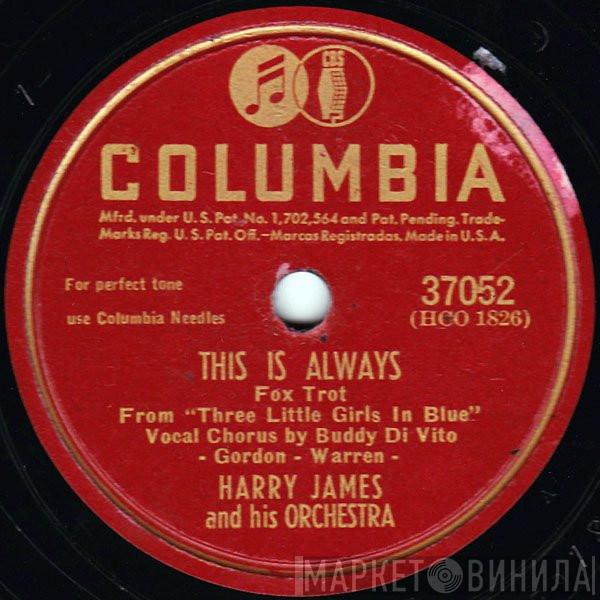 CBS
COLUMBIA
Mfrd. under U.S. Pat. No. 1,702,564 and Pat. Pending. Trade-
Marks Reg. U.S. Pat. Off. —Marcas Registradas. Made in U.S.A.
For perfect tone
use Columbia Needles
37052
(HCO 1826)
THIS IS ALWAYS
Fox Trot
From "Three Little Girls In Blue"
Vocal Chorus by Buddy Di Vito
- Gordon - Warren -
HARRY JAMES
and his ORCHESTRA
МАРКЕТ ВИНИЛА